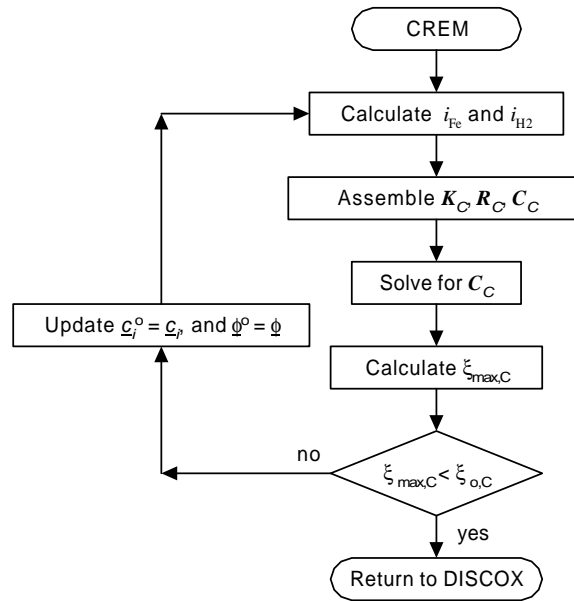 CREM
Calculate i_Fe and i_H2
Assemble K_C, R_C, C_C
Solve for C_C
Update c_i^o = c_i, and ϕ^o = ϕ
Calculate ξ_max,C
no
ξ_max,C < ξ_o,C
yes
Return to DISCOX